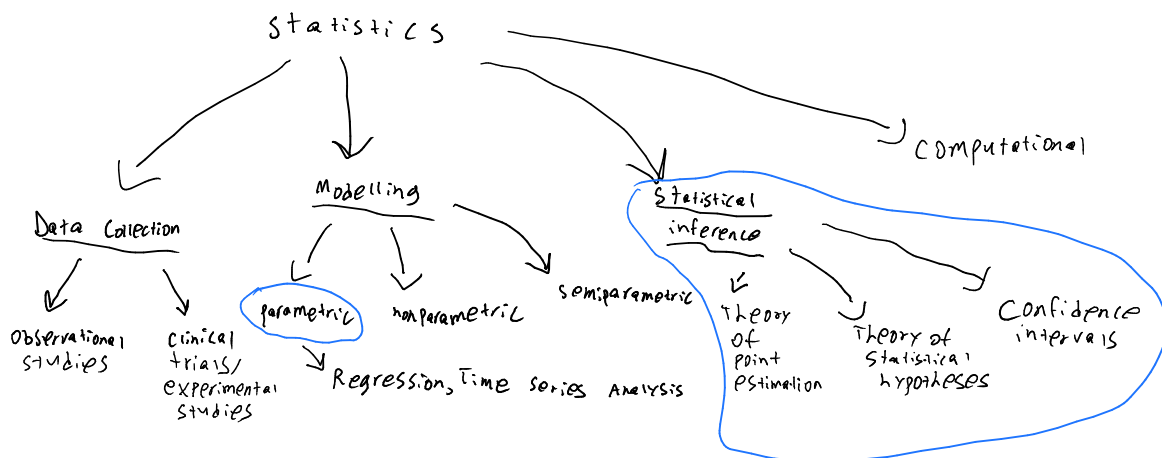 Statistics
Computational
Modelling
Statistical
inference
Data Collection
parametric
nonparametric
semiparametric
Observational
studies
Clinical
trials/
experimental
studies
Regression, Time series Analysis
Theory
of
point
estimation
Theory of
statistical
hypotheses
Confidence
intervals